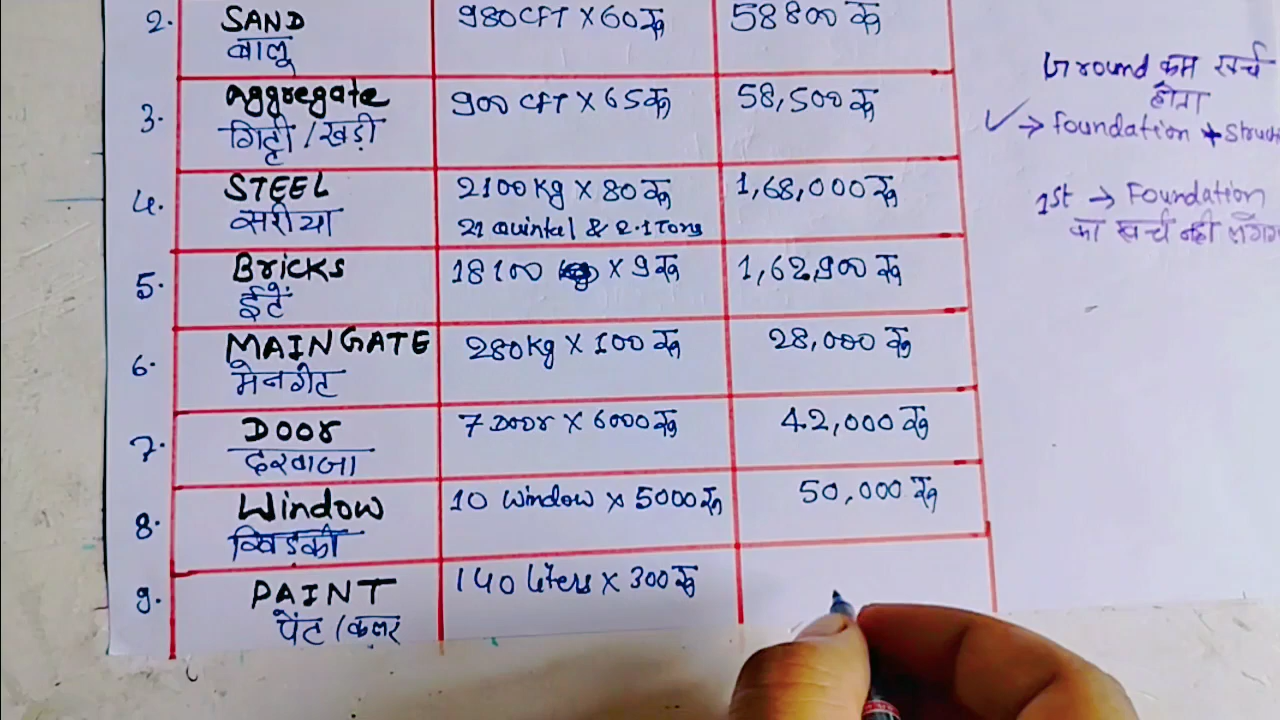 2. SAND 980 CFT X 60 रु 58800 रु
बालू
3. Aggregate 900 CFT X 65 रु 58,500 रु
गिट्टी / खड़ी
4. STEEL 2100 kg X 80 रु 1,68,000 रु
सरीया 21 quintal & 2.1 Tons
5. Bricks 18100 X 9 रु 1,62,900 रु
ईंटें
6. MAIN GATE 280 kg X 100 रु 28,000 रु
मेनगेट
7. DOOR 7 DOOR X 6000 रु 42,000 रु
दरवाजा
8. Window 10 Window X 5000 रु 50,000 रु
खिड़की
9. PAINT 140 liters X 300 रु
पेंट / कलर
Ground कम खर्च
होगा
✓ → foundation + Struct
1st → Foundation
का खर्च नही